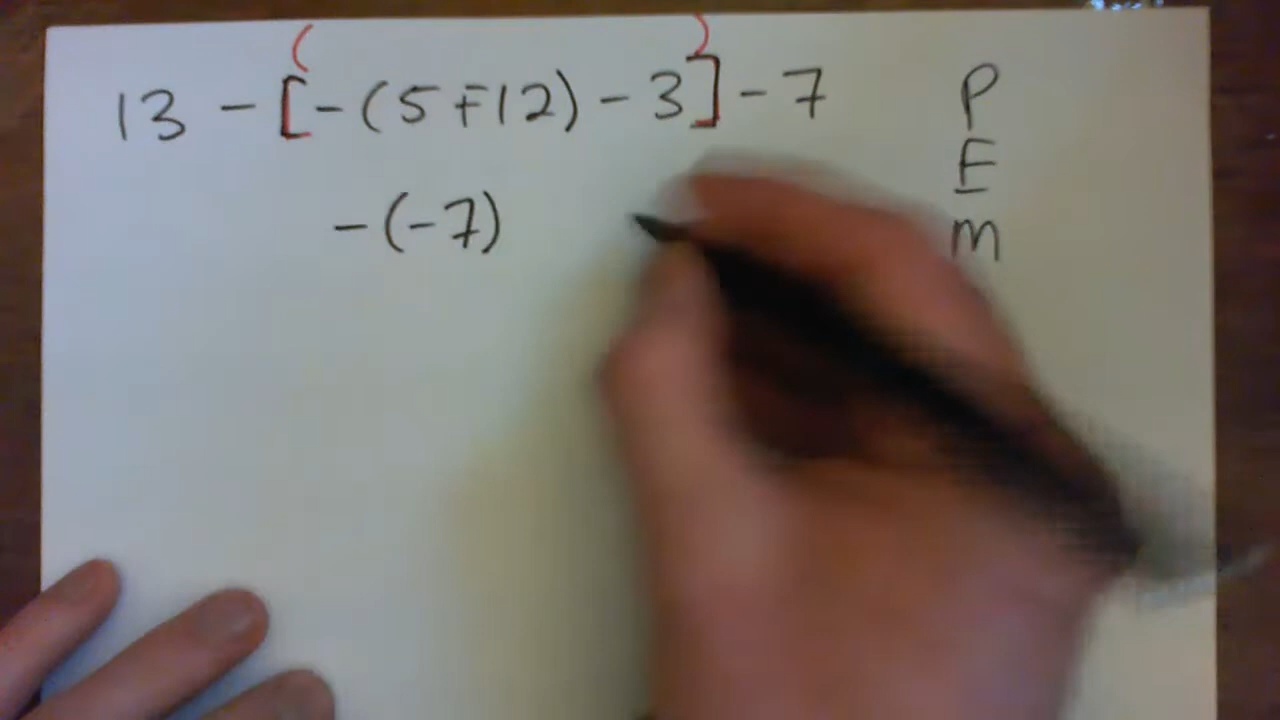 ( )
13 - [-(5+-12) - 3] - 7
-(-7)
P
E
M